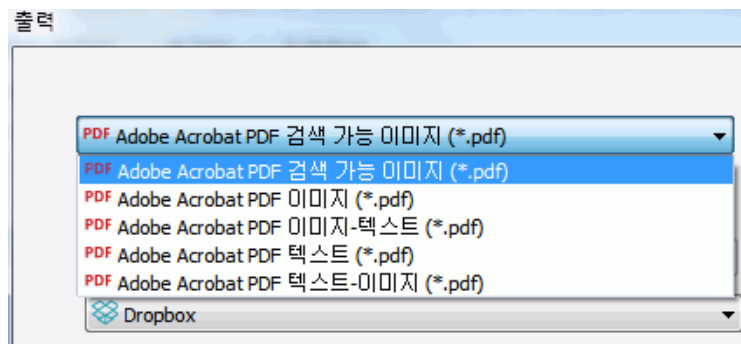 출력
PDF Adobe Acrobat PDF 검색 가능 이미지 (*.pdf)
PDF Adobe Acrobat PDF 검색 가능 이미지 (*.pdf)
PDF Adobe Acrobat PDF 이미지 (*.pdf)
PDF Adobe Acrobat PDF 이미지-텍스트 (*.pdf)
PDF Adobe Acrobat PDF 텍스트 (*.pdf)
PDF Adobe Acrobat PDF 텍스트-이미지 (*.pdf)
Dropbox